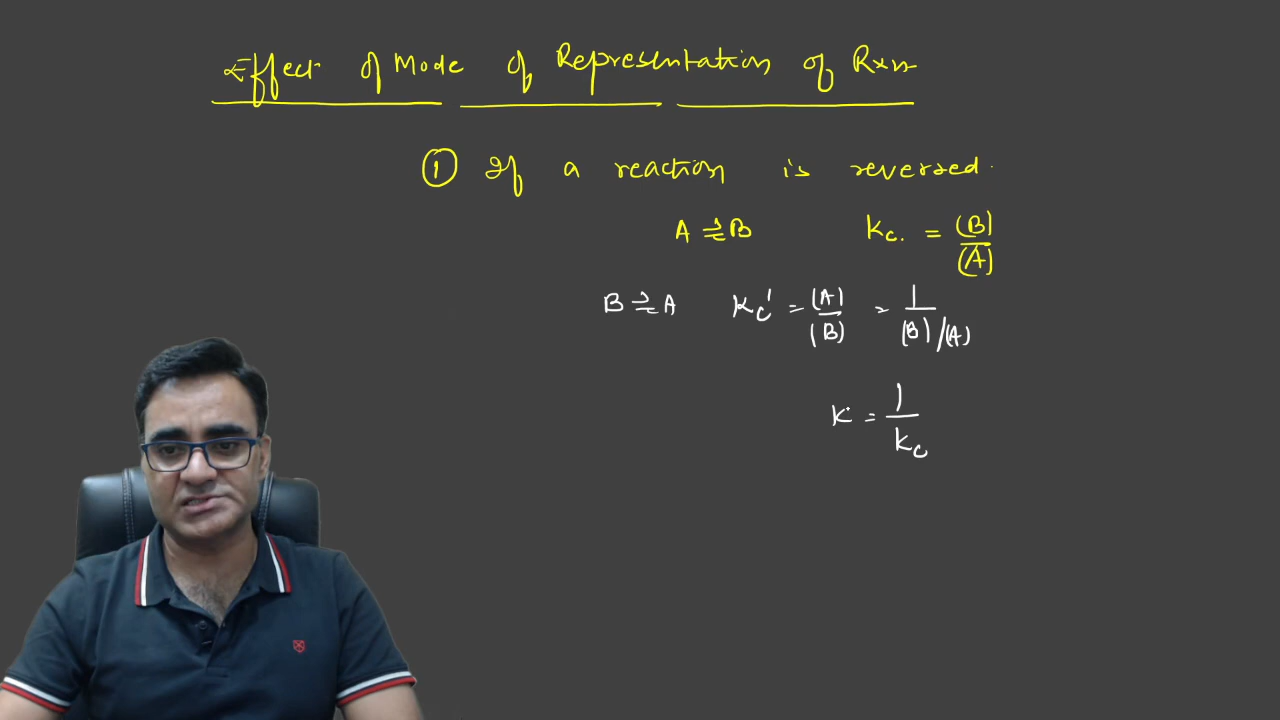 Effect of Mode of Representation of Rxn
① If a reaction is reversed.
A ⇌ B Kc. = (B)/(A)
B ⇌ A Kc' = (A)/(B) = 1/(B)/(A)
K = 1/Kc